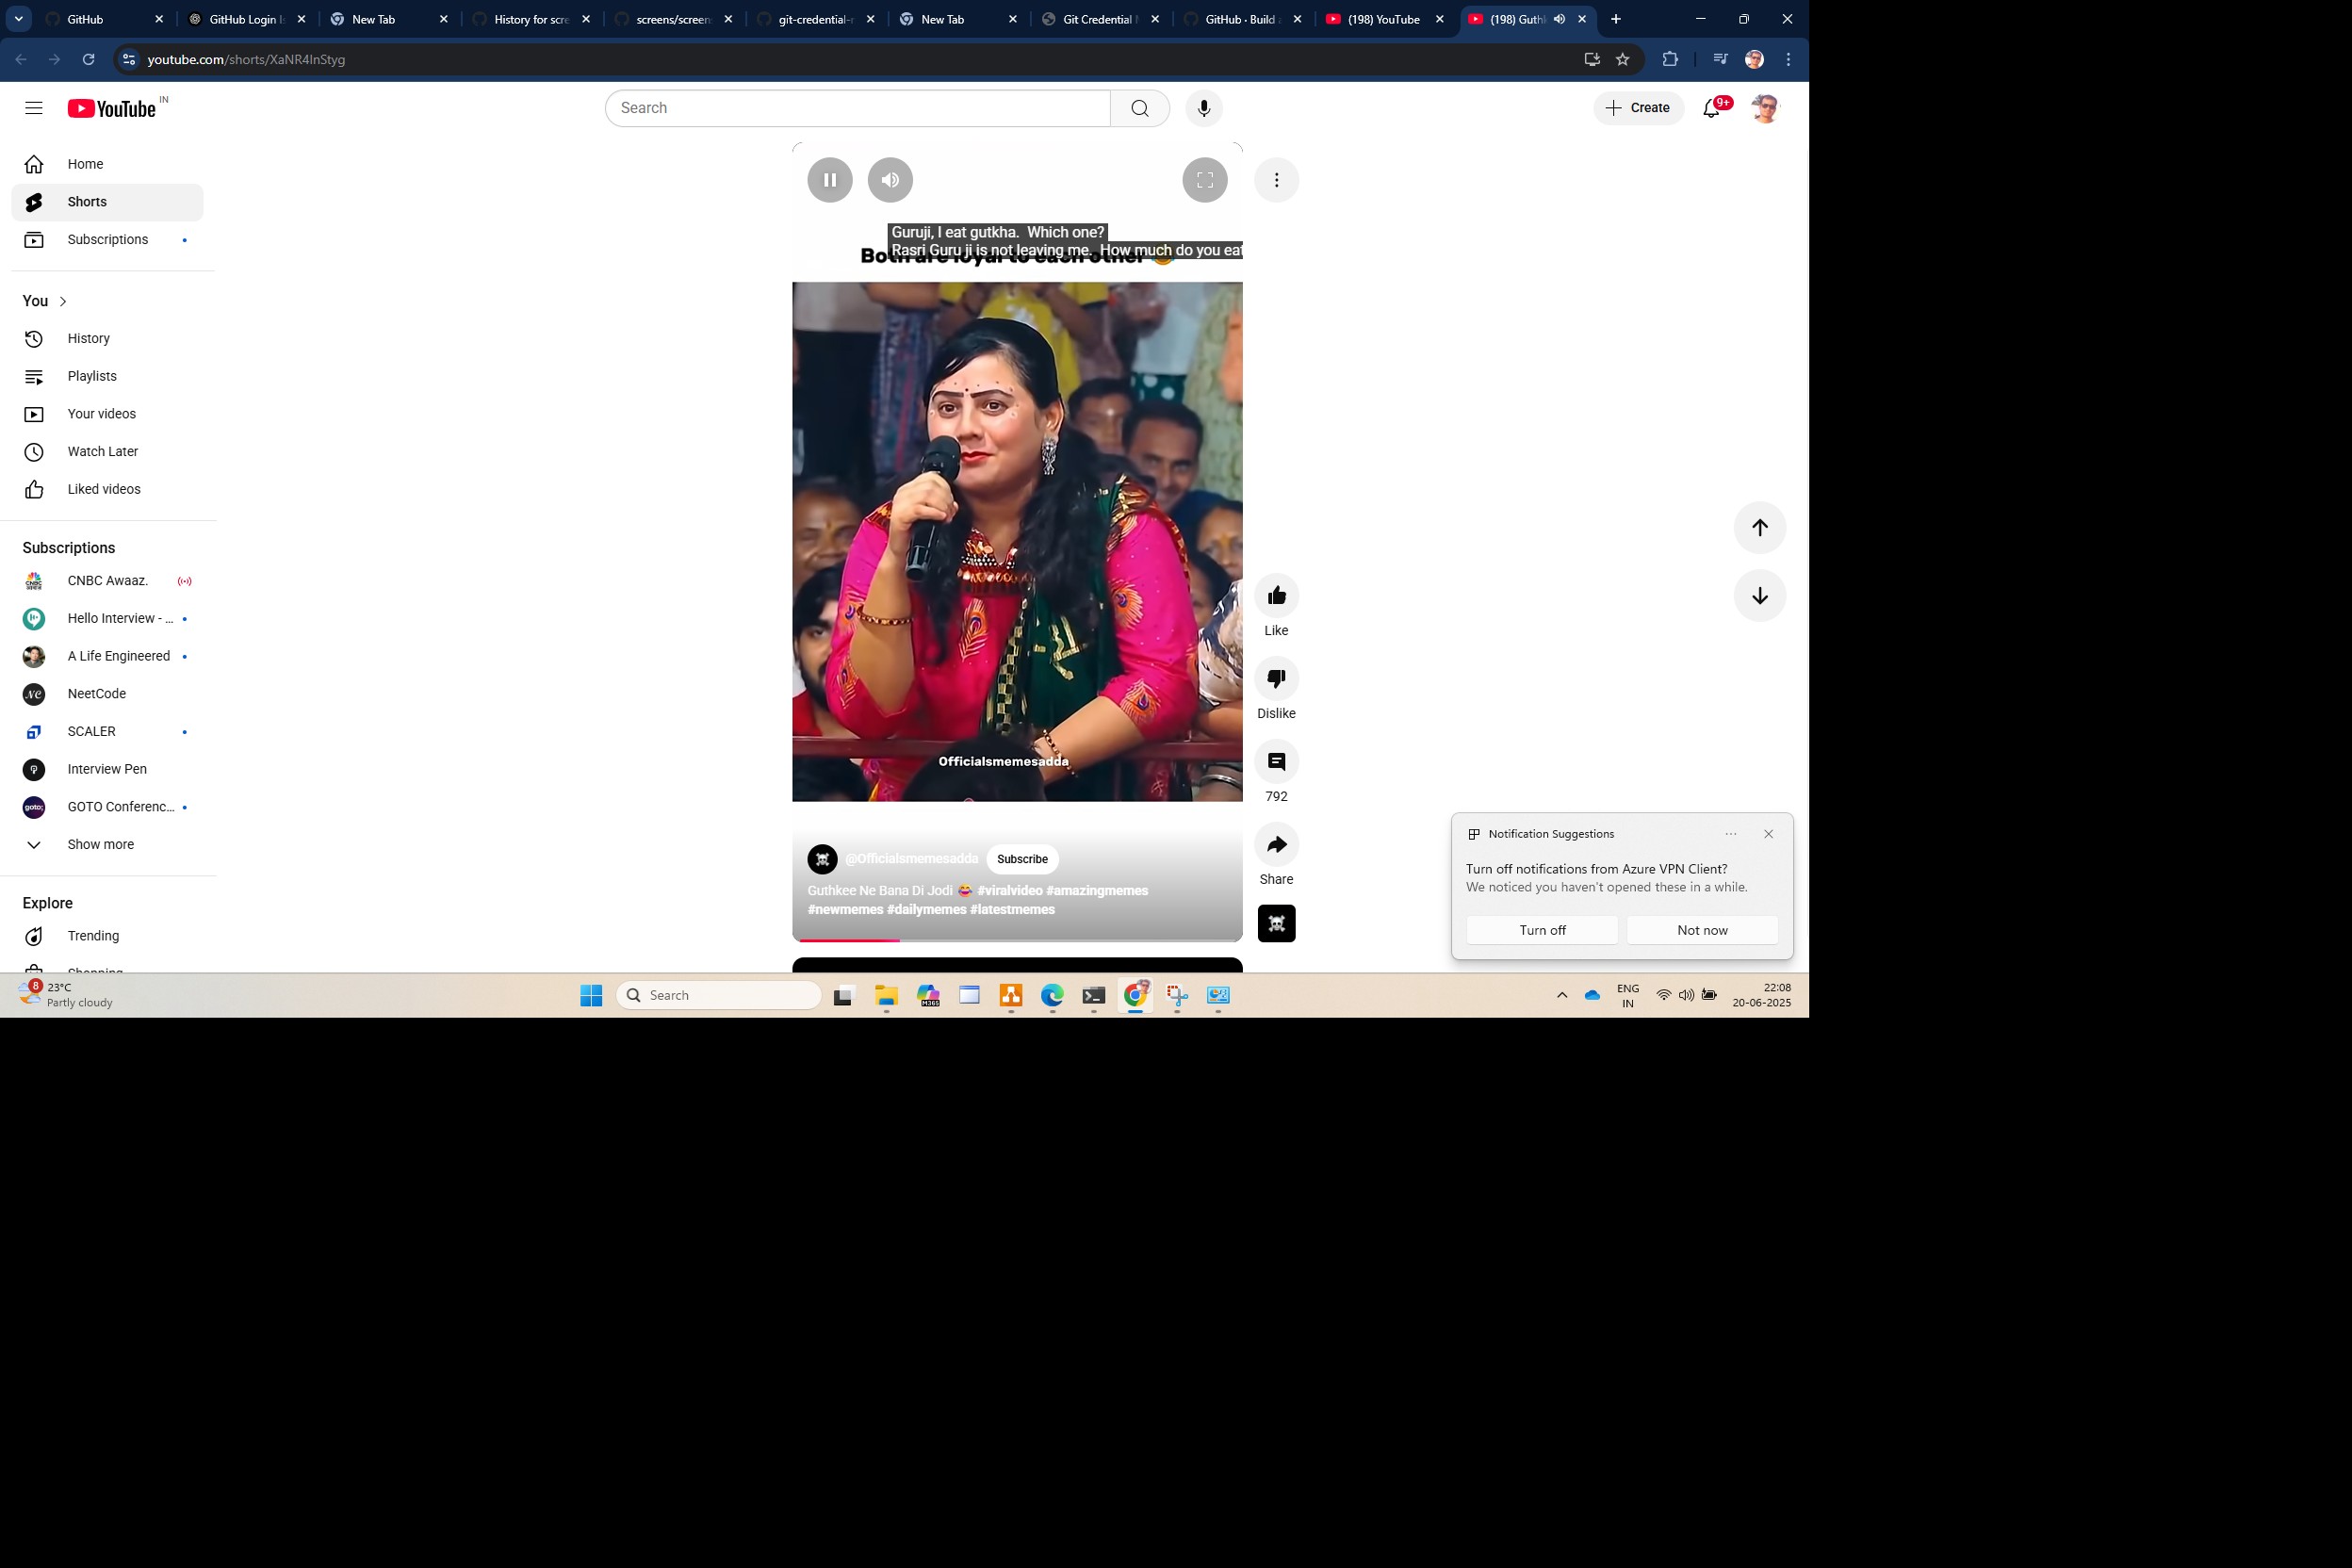 GitHub
GitHub Login Is
New Tab
History for scre
screens/screen
git-credential-
New Tab
Git Credential
GitHub · Build
(198) YouTube
(198) Guth
youtube.com/shorts/XaNR4InStyg
YouTube
IN
Search
Create
9+
Home
Shorts
Subscriptions
You
History
Playlists
Your videos
Watch Later
Liked videos
Subscriptions
CNBC Awaaz.
Hello Interview - ...
A Life Engineered
NeetCode
SCALER
Interview Pen
GOTO Conferenc...
Show more
Explore
Trending
Shopping
Guruji, I eat gutkha. Which one?
Rasri Guru ji is not leaving me. How much do you eat
Both are loyal to each other 😂
Officialsmemesadda
@Officialsmemesadda
Subscribe
Guthkee Ne Bana Di Jodi 😂 #viralvideo #amazingmemes
#newmemes #dailymemes #latestmemes
Like
Dislike
792
Share
Notification Suggestions
Turn off notifications from Azure VPN Client?
We noticed you haven't opened these in a while.
Turn off
Not now
8
23°C
Partly cloudy
Search
M365
ENG
IN
22:08
20-06-2025